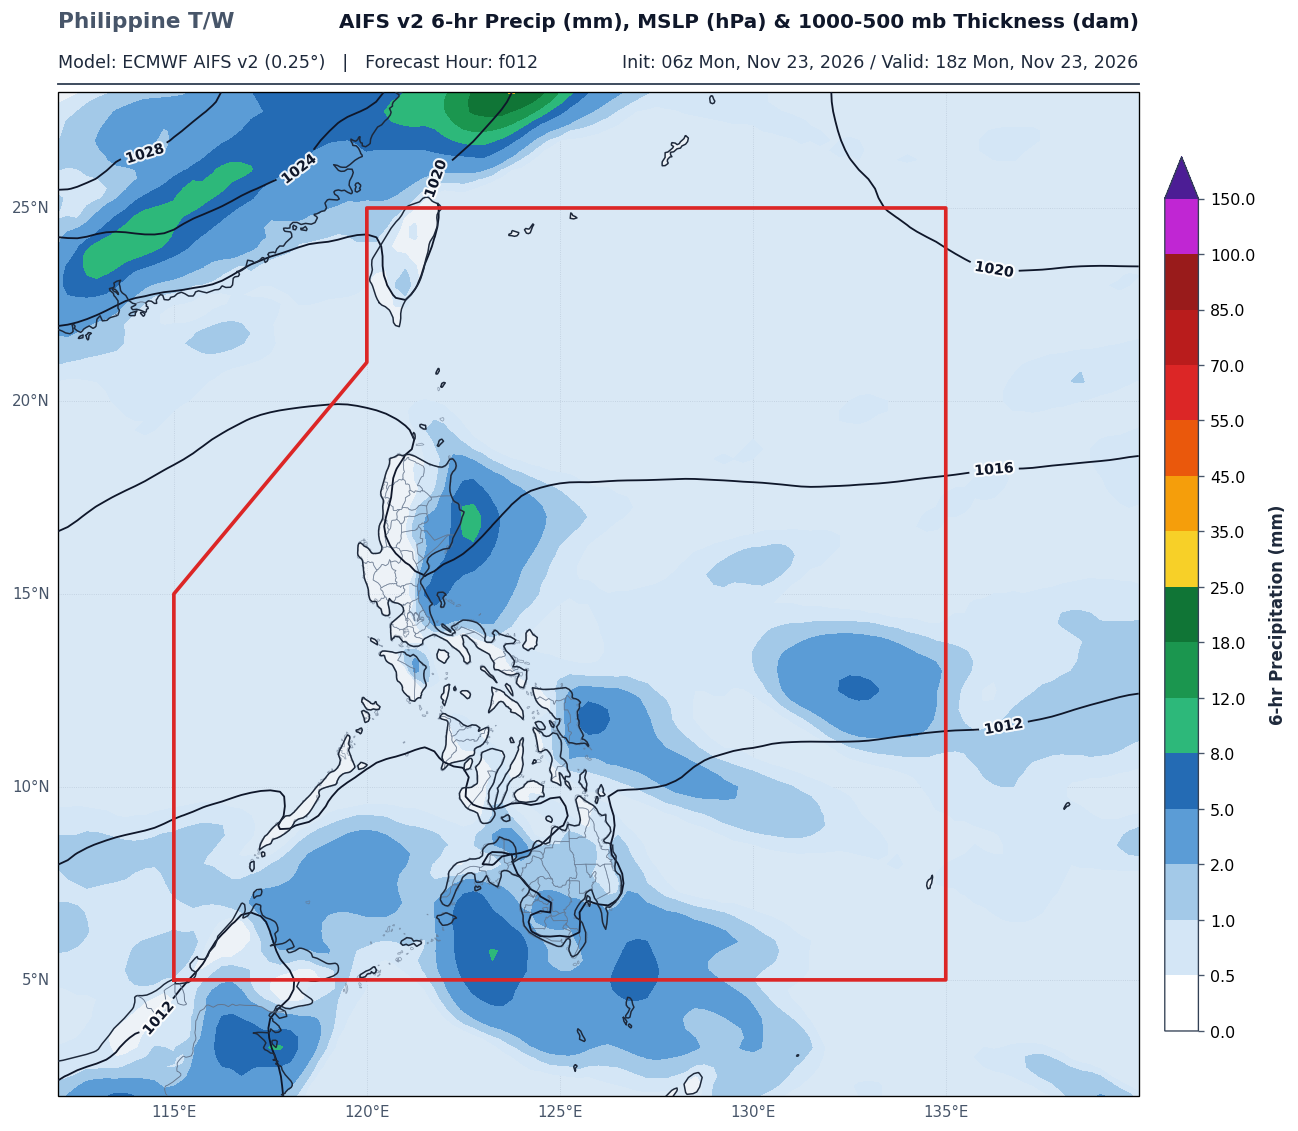 Philippine T/W
AIFS v2 6-hr Precip (mm), MSLP (hPa) & 1000-500 mb Thickness (dam)
Model: ECMWF AIFS v2 (0.25°)   |   Forecast Hour: f012
Init: 06z Mon, Nov 23, 2026 / Valid: 18z Mon, Nov 23, 2026
1028
1024
1020
1020
1016
1012
1012
25°N
20°N
15°N
10°N
5°N
115°E
120°E
125°E
130°E
135°E
150.0
100.0
85.0
70.0
55.0
45.0
35.0
25.0
18.0
12.0
8.0
5.0
2.0
1.0
0.5
0.0
6-hr Precipitation (mm)